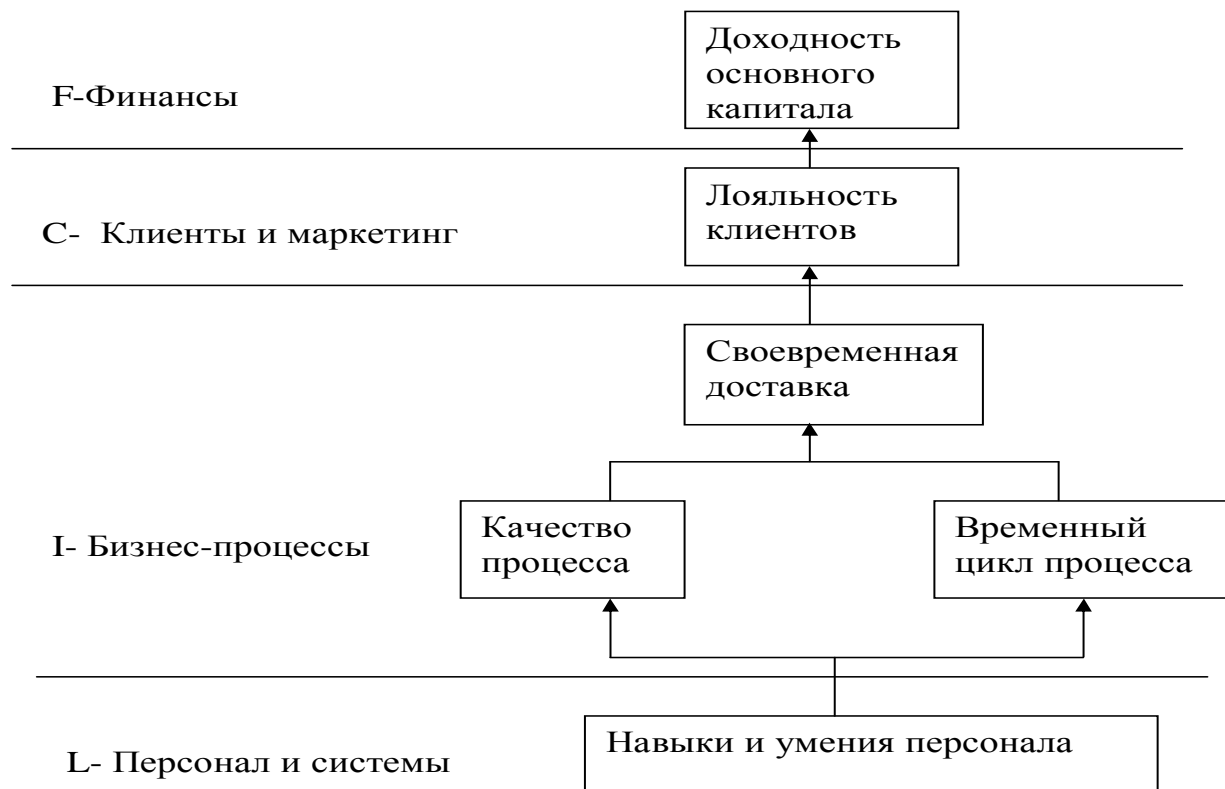 Доходность
основного
капитала
F-Финансы
Лояльность
клиентов
C- Клиенты и маркетинг
Своевременная
доставка
Качество
процесса
Временный
цикл процесса
I- Бизнес-процессы
Навыки и умения персонала
L- Персонал и системы